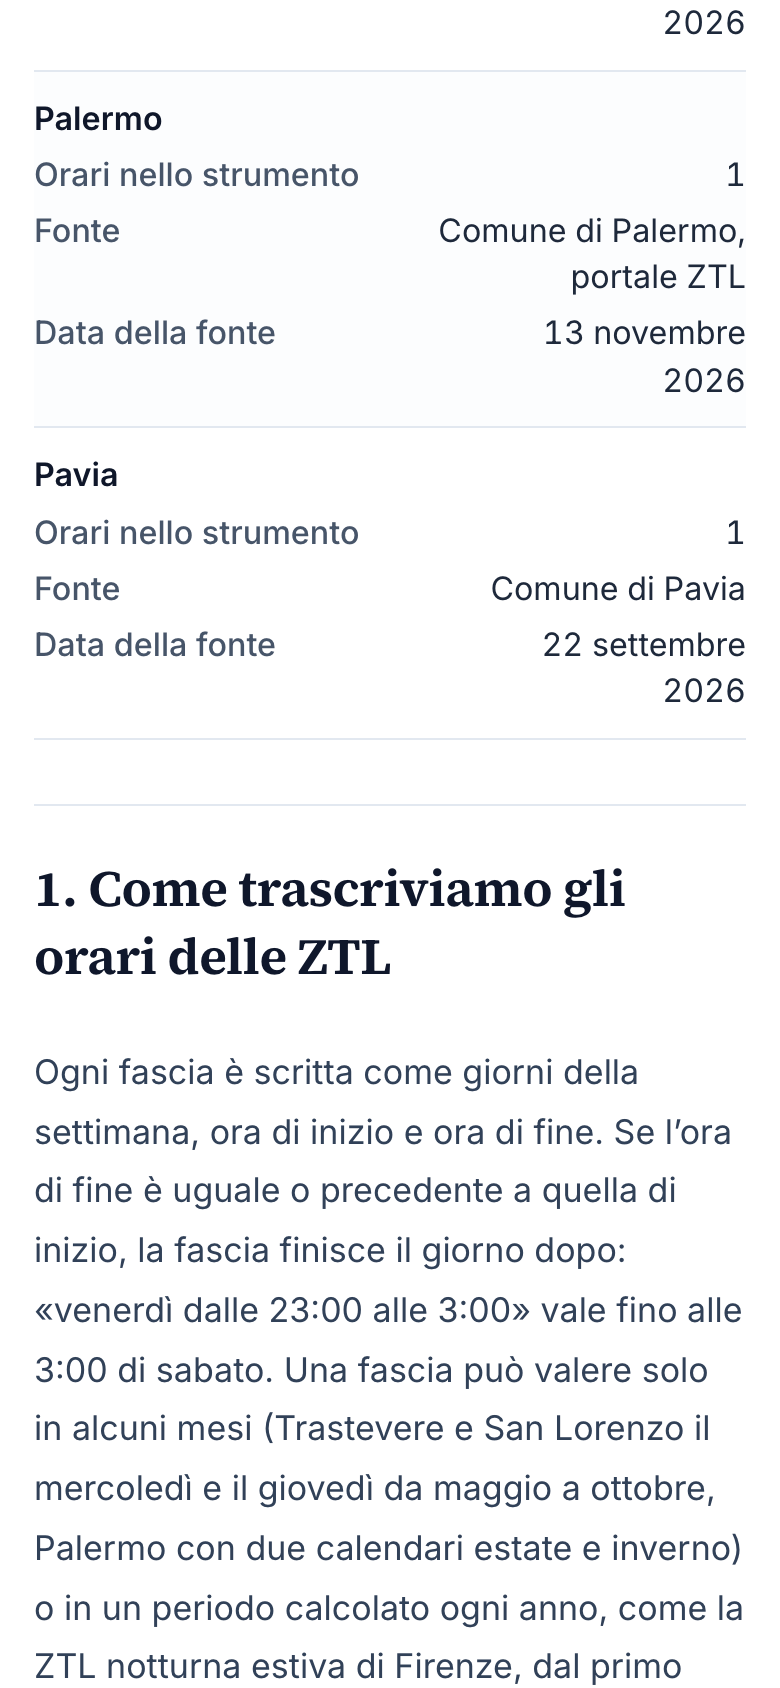 2026
Palermo
Orari nello strumento 1
Fonte Comune di Palermo,
portale ZTL
Data della fonte 13 novembre
2026
Pavia
Orari nello strumento 1
Fonte Comune di Pavia
Data della fonte 22 settembre
2026
1. Come trascriviamo gli
orari delle ZTL
Ogni fascia è scritta come giorni della
settimana, ora di inizio e ora di fine. Se l’ora
di fine è uguale o precedente a quella di
inizio, la fascia finisce il giorno dopo:
«venerdì dalle 23:00 alle 3:00» vale fino alle
3:00 di sabato. Una fascia può valere solo
in alcuni mesi (Trastevere e San Lorenzo il
mercoledì e il giovedì da maggio a ottobre,
Palermo con due calendari estate e inverno)
o in un periodo calcolato ogni anno, come la
ZTL notturna estiva di Firenze, dal primo